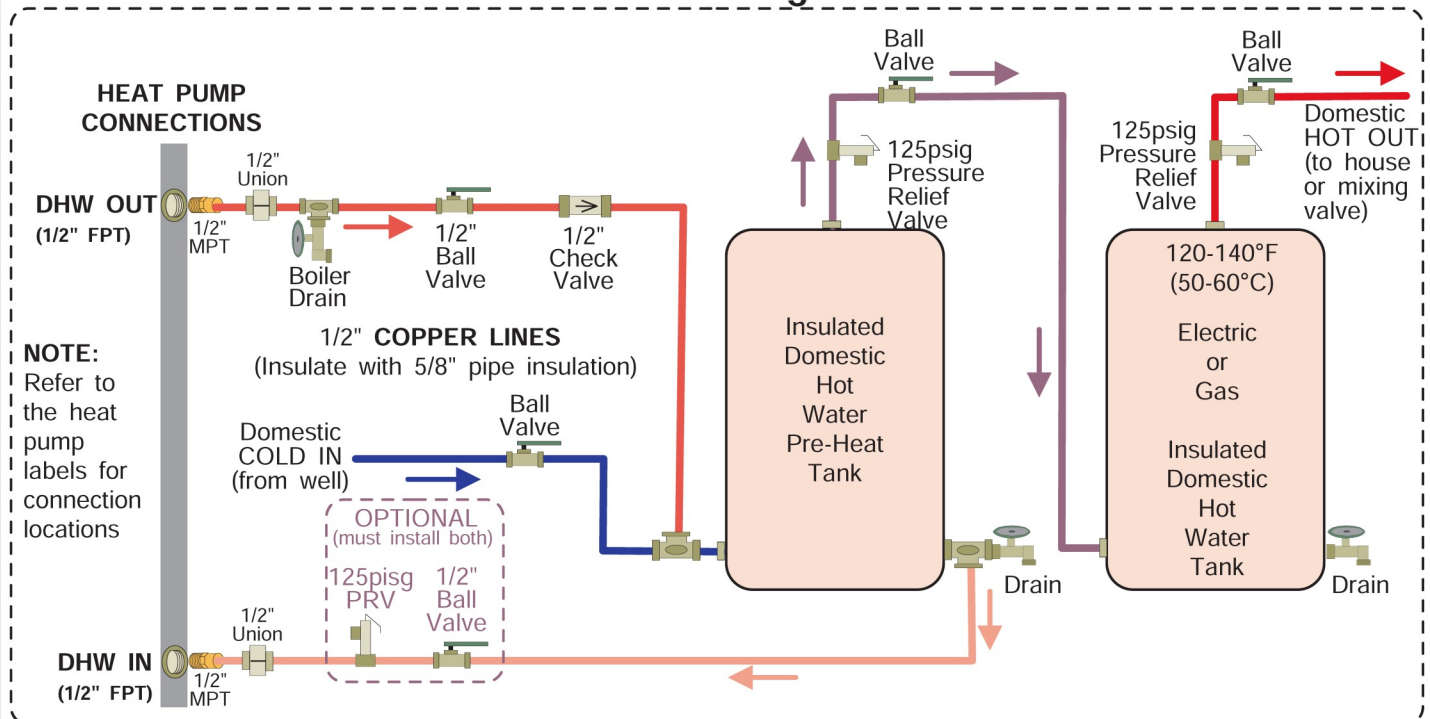 Ball
Valve
Ball
Valve
HEAT PUMP
CONNECTIONS
1/2"
Union
DHW OUT
(1/2" FPT)
1/2"
MPT
Boiler
Drain
1/2"
Ball
Valve
1/2"
Check
Valve
125psig
Pressure
Relief
Valve
125psig
Pressure
Relief
Valve
Domestic
HOT OUT
(to house
or mixing
valve)
1/2" COPPER LINES
(Insulate with 5/8" pipe insulation)
NOTE:
Refer to
the heat
pump
labels for
connection
locations
Domestic
COLD IN
(from well)
Ball
Valve
Insulated
Domestic
Hot
Water
Pre-Heat
Tank
120-140°F
(50-60°C)
Electric
or
Gas
Insulated
Domestic
Hot
Water
Tank
OPTIONAL
(must install both)
125pisg
PRV
1/2"
Ball
Valve
Drain
Drain
1/2"
Union
DHW IN
(1/2" FPT)
1/2"
MPT